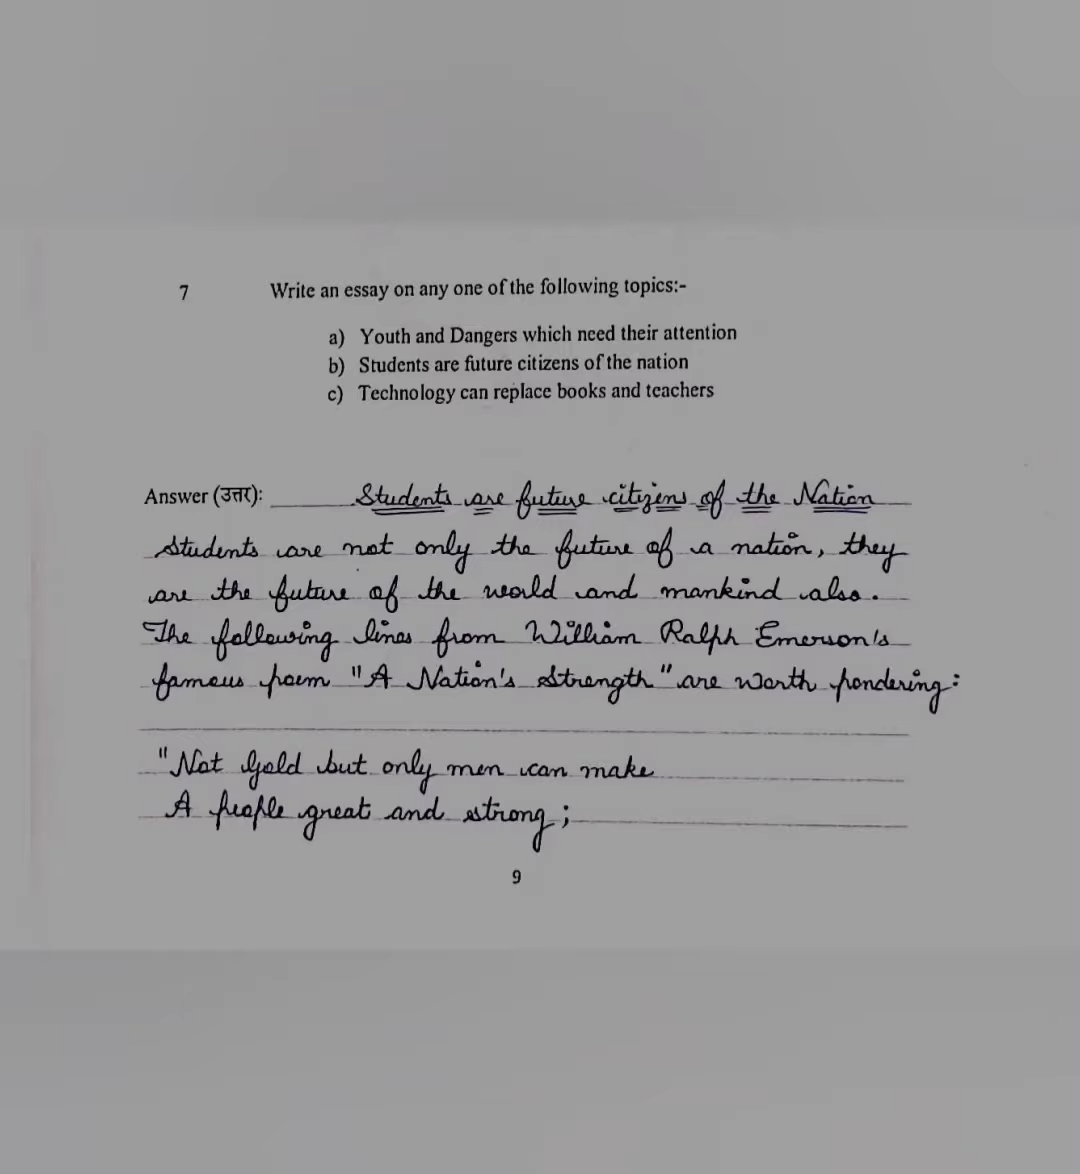 7 Write an essay on any one of the following topics:-
a) Youth and Dangers which need their attention
b) Students are future citizens of the nation
c) Technology can replace books and teachers
Answer (उत्तर): Students are future citizens of the Nation
Students are not only the future of a nation, they
are the future of the world and mankind also.
The following lines from William Ralph Emerson's
famous poem "A Nation's Strength" are worth pondering:
"Not Gold but only men can make
A people great and strong;
9